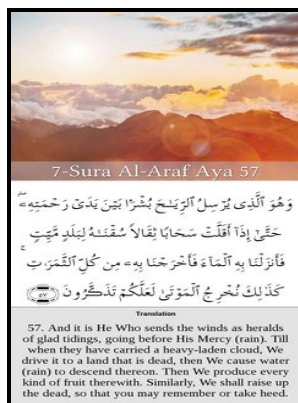 7-Sura Al-Araf Aya 57
وَهُوَ ٱلَّذِى يُرْسِلُ ٱلرِّيَٰحَ بُشْرًۢا بَيْنَ يَدَىْ رَحْمَتِهِۦ ۖ
حَتَّىٰٓ إِذَآ أَقَلَّتْ سَحَابًا ثِقَالًا سُقْنَٰهُ لِبَلَدٍ مَّيِّتٍ
فَأَنزَلْنَا بِهِ ٱلْمَآءَ فَأَخْرَجْنَا بِهِۦ مِن كُلِّ ٱلثَّمَرَٰتِ ۚ
كَذَٰلِكَ نُخْرِجُ ٱلْمَوْتَىٰ لَعَلَّكُمْ تَذَكَّرُونَ ﴿٥٧﴾
Translation
57. And it is He Who sends the winds as heralds
of glad tidings, going before His Mercy (rain). Till
when they have carried a heavy-laden cloud, We
drive it to a land that is dead, then We cause water
(rain) to descend thereon. Then We produce every
kind of fruit therewith. Similarly, We shall raise up
the dead, so that you may remember or take heed.